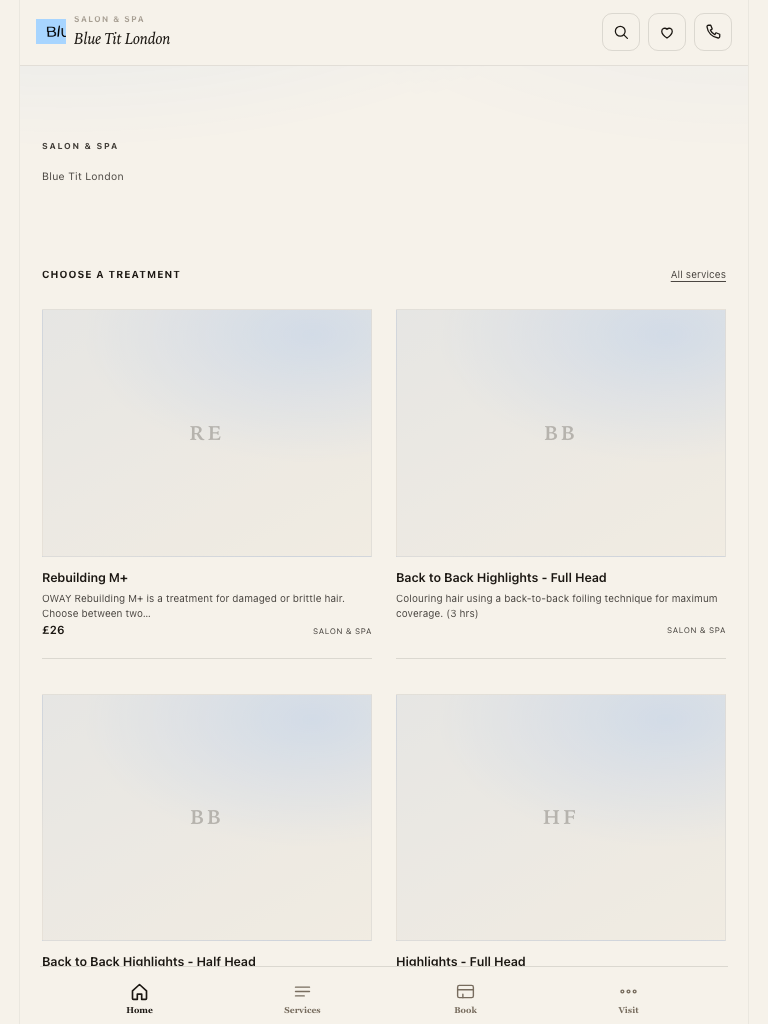 Blu
SALON & SPA
Blue Tit London
SALON & SPA
Blue Tit London
CHOOSE A TREATMENT
All services
RE
BB
Rebuilding M+
OWAY Rebuilding M+ is a treatment for damaged or brittle hair.
Choose between two...
£26
SALON & SPA
Back to Back Highlights - Full Head
Colouring hair using a back-to-back foiling technique for maximum
coverage. (3 hrs)
SALON & SPA
BB
HF
Back to Back Highlights - Half Head
Highlights - Full Head
Home
Services
Book
Visit